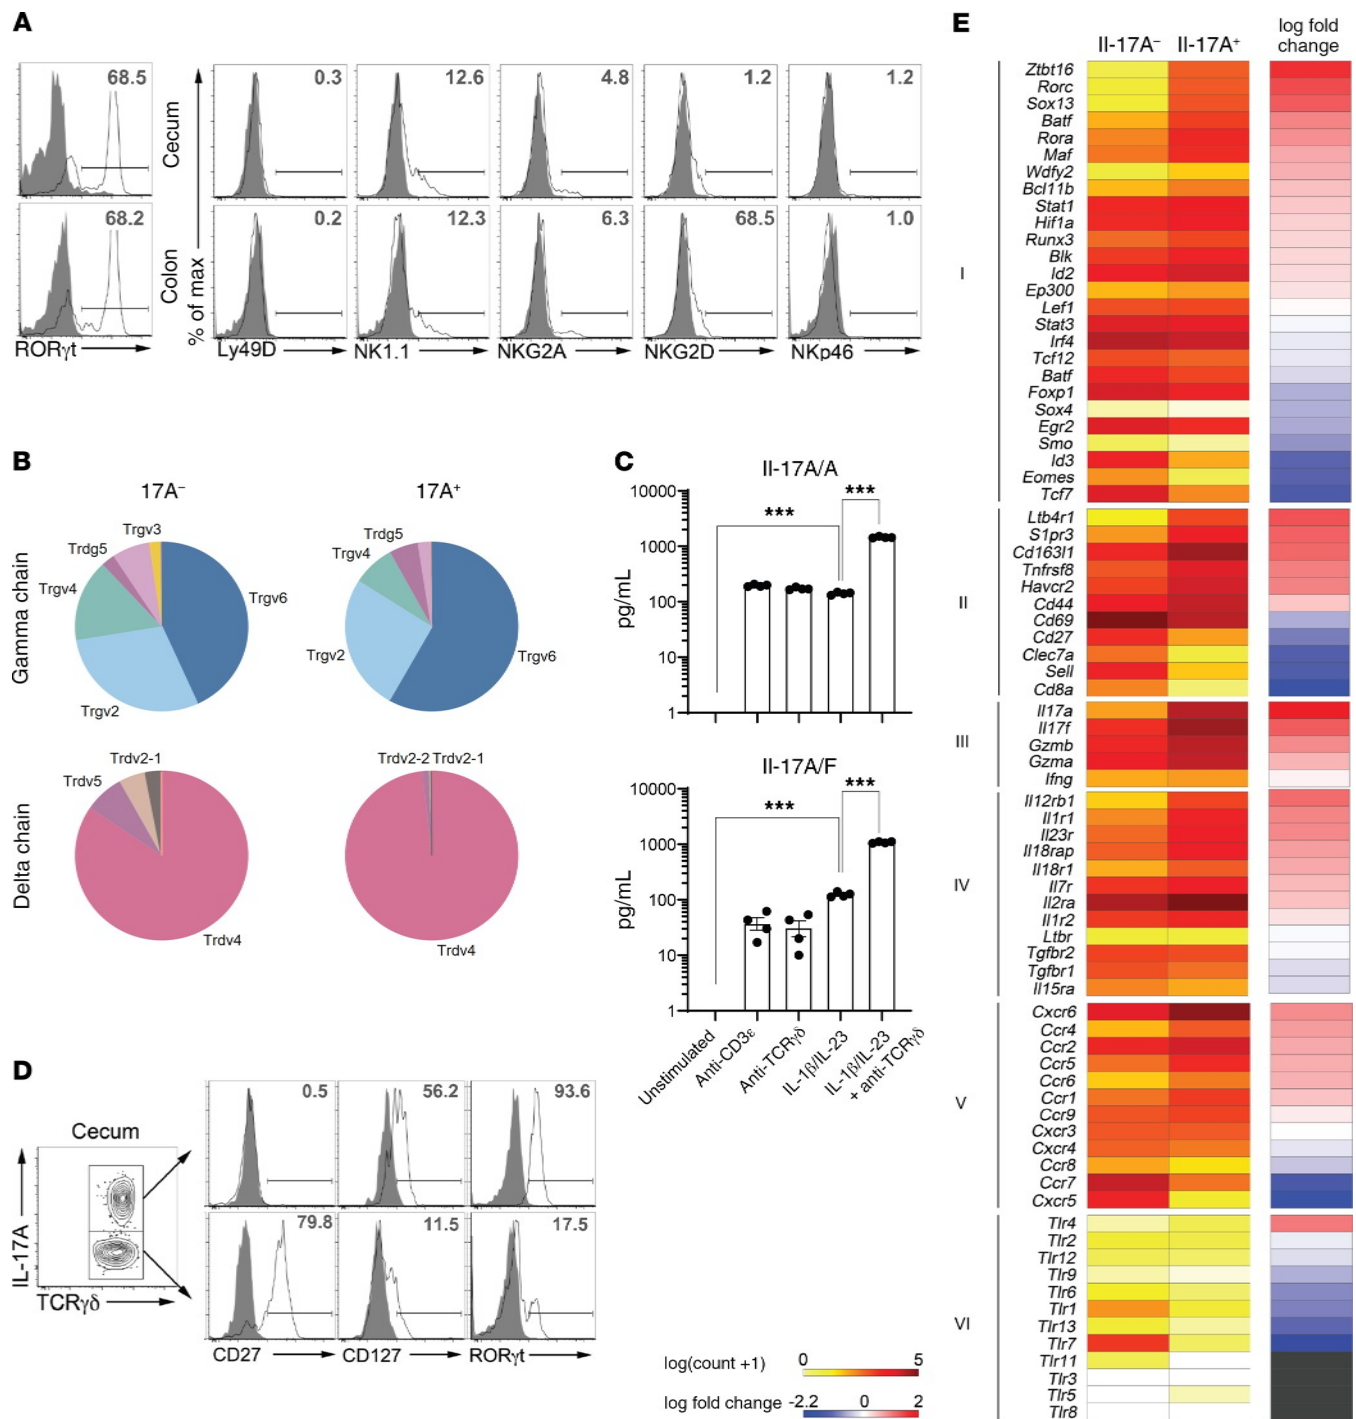 A
68.5
0.3
12.6
4.8
1.2
1.2
Cecum
68.2
0.2
12.3
6.3
68.5
1.0
Colon
% of max
RORγt
Ly49D
NK1.1
NKG2A
NKG2D
NKp46
B
17A⁻
17A⁺
Gamma chain
Trgv3
Trdg5
Trgv4
Trgv6
Trgv2
Trdg5
Trgv4
Trgv2
Trgv6
Delta chain
Trdv2-1
Trdv5
Trdv4
Trdv2-2
Trdv2-1
Trdv4
C
Il-17A/A
pg/mL
10000
1000
100
10
1
***
***
Il-17A/F
pg/mL
10000
1000
100
10
1
***
***
Unstimulated
Anti-CD3ε
Anti-TCRγδ
IL-1β/IL-23
IL-1β/IL-23
+ anti-TCRγδ
D
Cecum
IL-17A
TCRγδ
0.5
56.2
93.6
79.8
11.5
17.5
CD27
CD127
RORγt
E
Il-17A⁻
Il-17A⁺
log fold
change
I
Ztbt16
Rorc
Sox13
Batf
Rora
Maf
Wdfy2
Bcl11b
Stat1
Hif1a
Runx3
Blk
Id2
Ep300
Lef1
Stat3
Irf4
Tcf12
Batf
Foxp1
Sox4
Egr2
Smo
Id3
Eomes
Tcf7
II
Ltb4r1
S1pr3
Cd163l1
Tnfrsf8
Havcr2
Cd44
Cd69
Cd27
Clec7a
Sell
Cd8a
III
Il17a
Il17f
Gzmb
Gzma
Ifng
IV
Il12rb1
Il1r1
Il23r
Il18rap
Il18r1
Il7r
Il2ra
Il1r2
Ltbr
Tgfbr2
Tgfbr1
Il15ra
V
Cxcr6
Ccr4
Ccr2
Ccr5
Ccr6
Ccr1
Ccr9
Cxcr3
Cxcr4
Ccr8
Ccr7
Cxcr5
VI
Tlr4
Tlr2
Tlr12
Tlr9
Tlr6
Tlr1
Tlr13
Tlr7
Tlr11
Tlr3
Tlr5
Tlr8
log(count +1)
0
5
log fold change
-2.2
0
2